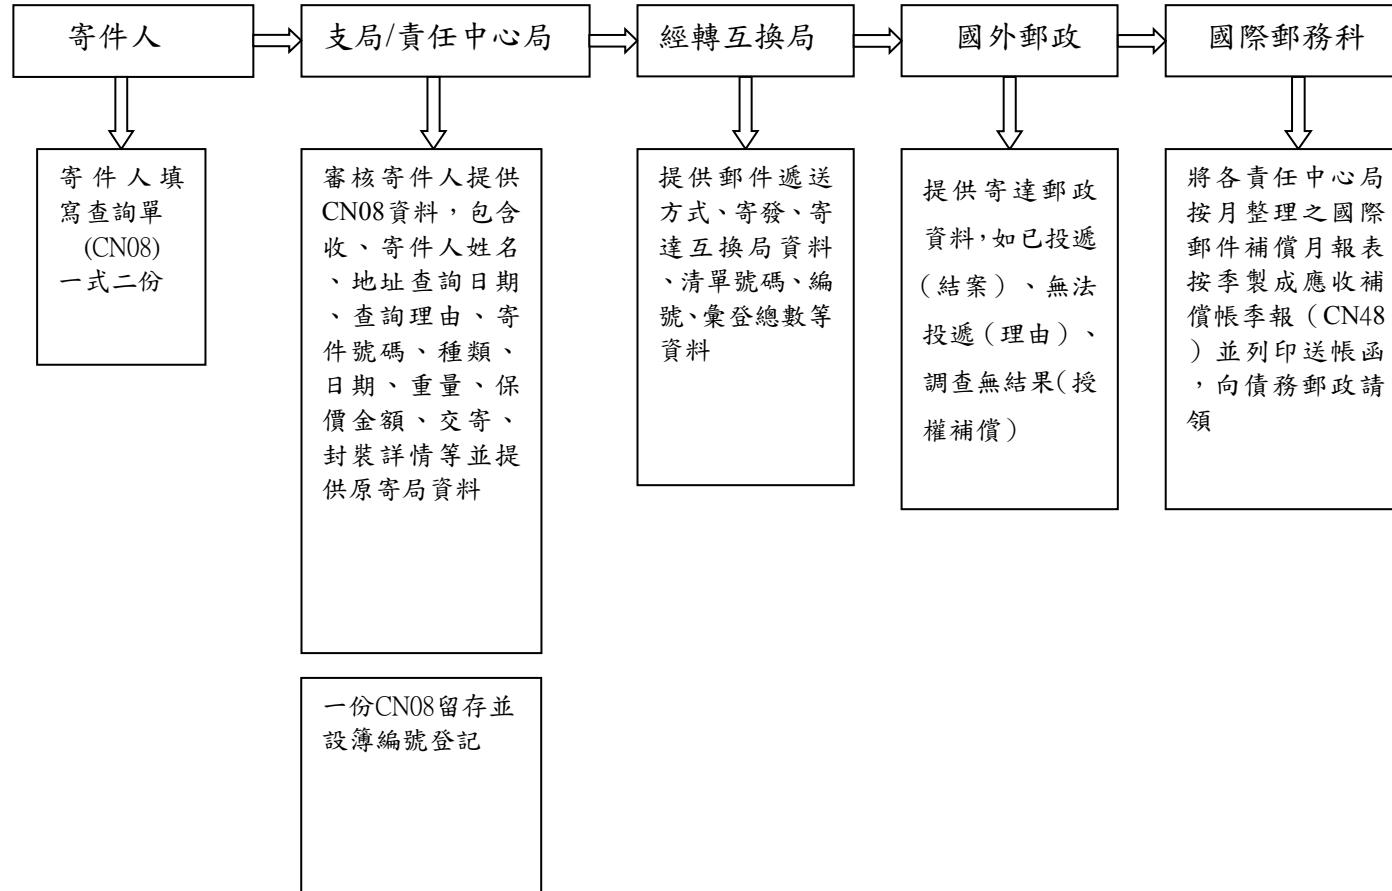 寄件人
支局/責任中心局
經轉互換局
國外郵政
國際郵務科
寄件人填
寫查詢單
(CN08)
一式二份
審核寄件人提供
CN08資料，包含
收、寄件人姓名
、地址查詢日期
、查詢理由、寄
件號碼、種類、
日期、重量、保
價金額、交寄、
封裝詳情等並提
供原寄局資料
一份CN08留存並
設簿編號登記
提供郵件遞送
方式、寄發、寄
達互換局資料
、清單號碼、編
號、彙登總數等
資料
提供寄達郵政
資料，如已投遞
（結案）、無法
投遞（理由）、
調查無結果（授
權補償）
將各責任中心局
按月整理之國際
郵件補償月報表
按季製成應收補
償帳季報（CN48
）並列印送帳函
，向債務郵政請
領